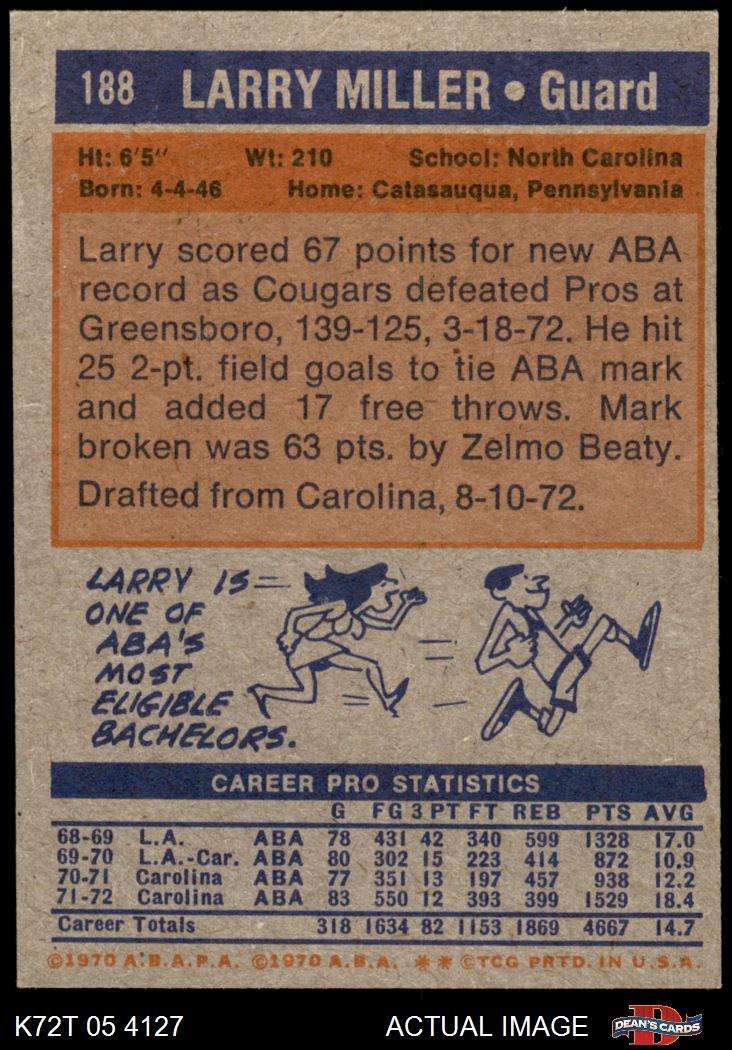 188 LARRY MILLER • Guard
Ht: 6'5" Wt: 210 School: North Carolina
Born: 4-4-46 Home: Catasauqua, Pennsylvania
Larry scored 67 points for new ABA
record as Cougars defeated Pros at
Greensboro, 139-125, 3-18-72. He hit
25 2-pt. field goals to tie ABA mark
and added 17 free throws. Mark
broken was 63 pts. by Zelmo Beaty.
Drafted from Carolina, 8-10-72.
LARRY IS
ONE OF
ABA'S
MOST
ELIGIBLE
BACHELORS.
CAREER PRO STATISTICS
G FG 3 PT FT REB PTS AVG
68-69 L.A. ABA 78 431 42 340 599 1328 17.0
69-70 L.A.-Car. ABA 80 302 15 223 414 872 10.9
70-71 Carolina ABA 77 351 13 197 457 938 12.2
71-72 Carolina ABA 83 550 12 393 399 1529 18.4
Career Totals 318 1634 82 1153 1869 4667 14.7
©1970 A.B.A.P.A. ©1970 A.B.A. ** ©TCG PRTD. IN U.S.A.
K72T 05 4127 ACTUAL IMAGE D DEAN'S CARDS